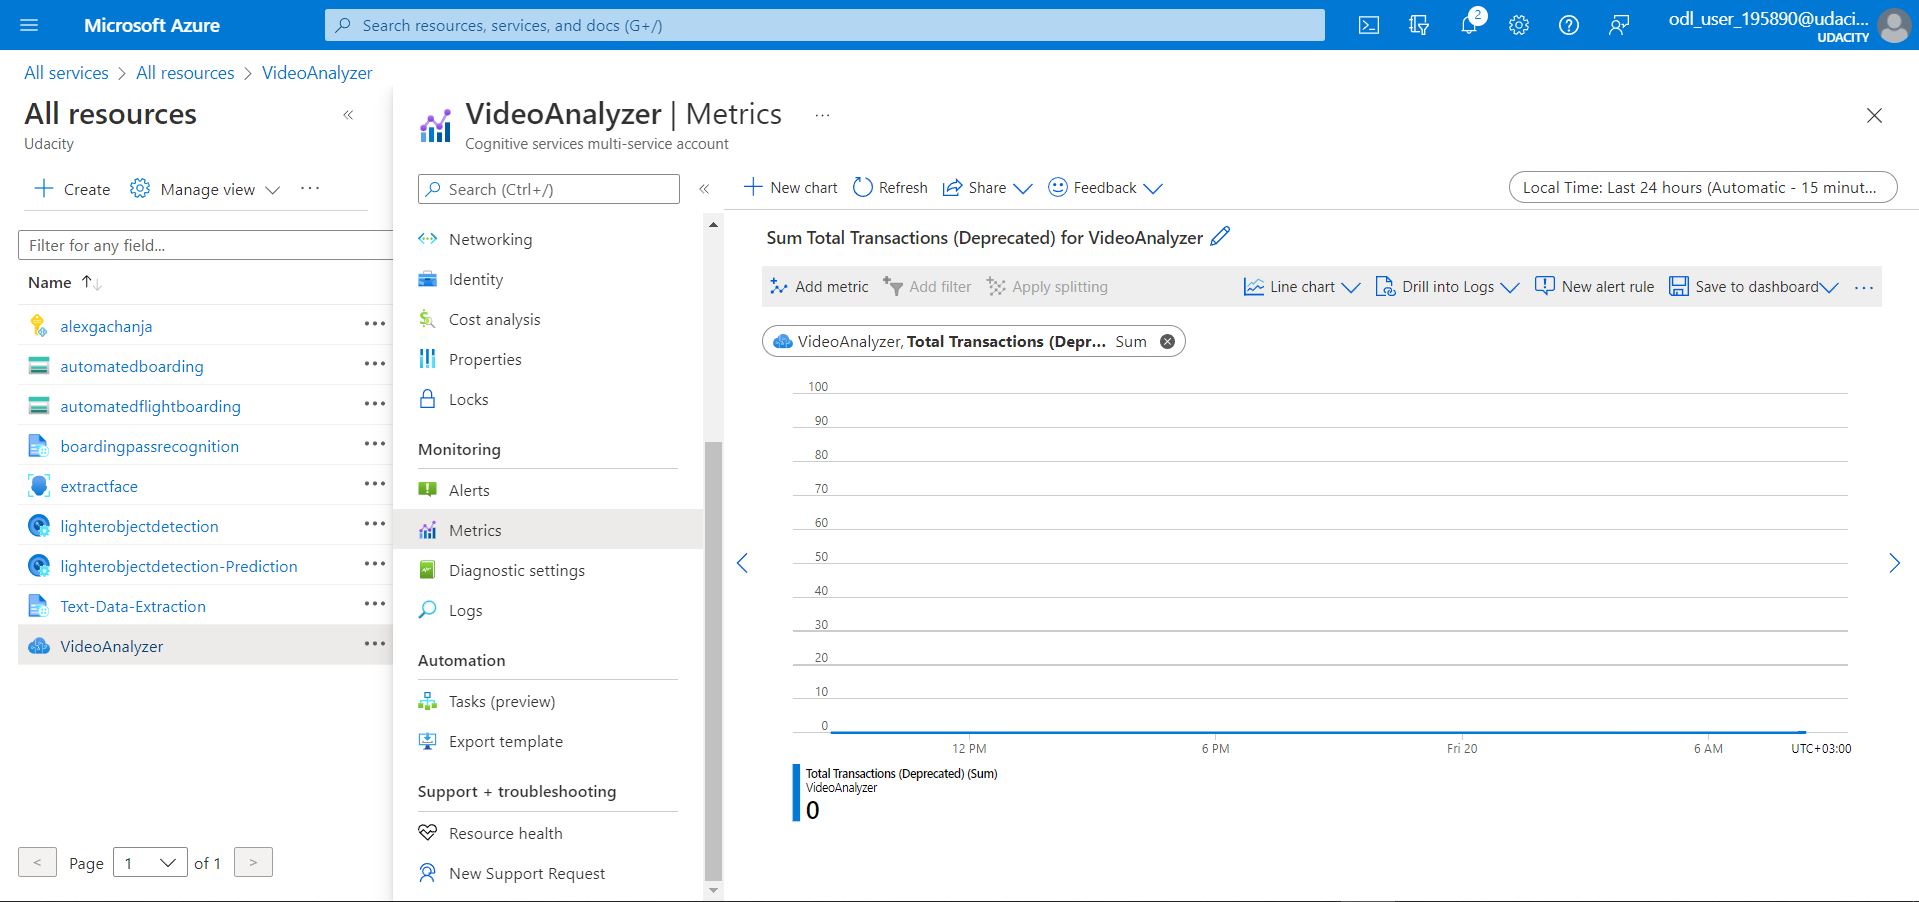 Microsoft Azure
Search resources, services, and docs (G+/)
2
odl_user_195890@udaci...
UDACITY
All services > All resources > VideoAnalyzer
All resources
Udacity
Create
Manage view
Filter for any field...
Name
alexgachanja
automatedboarding
automatedflightboarding
boardingpassrecognition
extractface
lighterobjectdetection
lighterobjectdetection-Prediction
Text-Data-Extraction
VideoAnalyzer
< Page 1 of 1 >
VideoAnalyzer | Metrics
Cognitive services multi-service account
Search (Ctrl+/)
Networking
Identity
Cost analysis
Properties
Locks
Monitoring
Alerts
Metrics
Diagnostic settings
Logs
Automation
Tasks (preview)
Export template
Support + troubleshooting
Resource health
New Support Request
New chart Refresh Share Feedback
Local Time: Last 24 hours (Automatic - 15 minut...
Sum Total Transactions (Deprecated) for VideoAnalyzer
Add metric Add filter Apply splitting Line chart Drill into Logs New alert rule Save to dashboard
VideoAnalyzer, Total Transactions (Depr... Sum
100
90
80
70
60
50
40
30
20
10
0
12 PM 6 PM Fri 20 6 AM UTC+03:00
Total Transactions (Deprecated) (Sum)
VideoAnalyzer
0